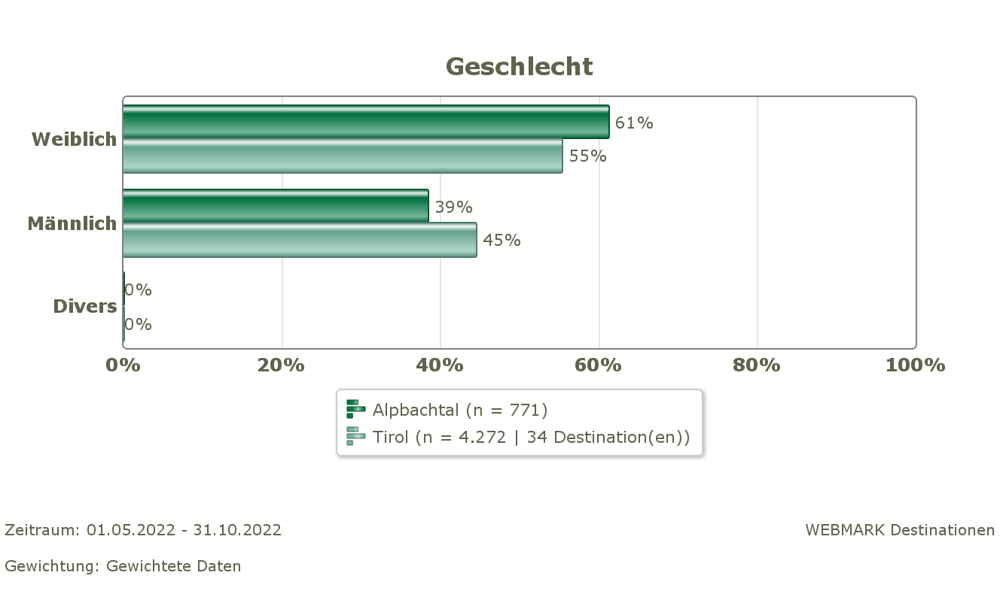 Geschlecht
Weiblich
61%
55%
Männlich
39%
45%
Divers
0%
0%
0% 20% 40% 60% 80% 100%
Alpbachtal (n = 771)
Tirol (n = 4.272 | 34 Destination(en))
Zeitraum: 01.05.2022 - 31.10.2022 WEBMARK Destinationen
Gewichtung: Gewichtete Daten